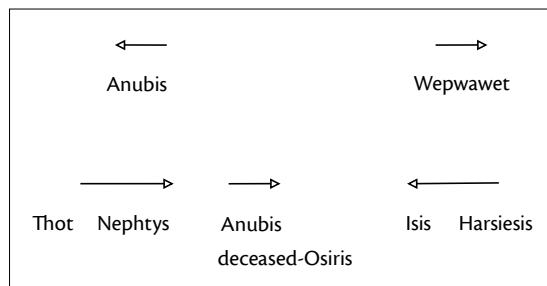 Anubis Wepwawet
Thot Nephtys Anubis Isis Harsiesis
deceased-Osiris